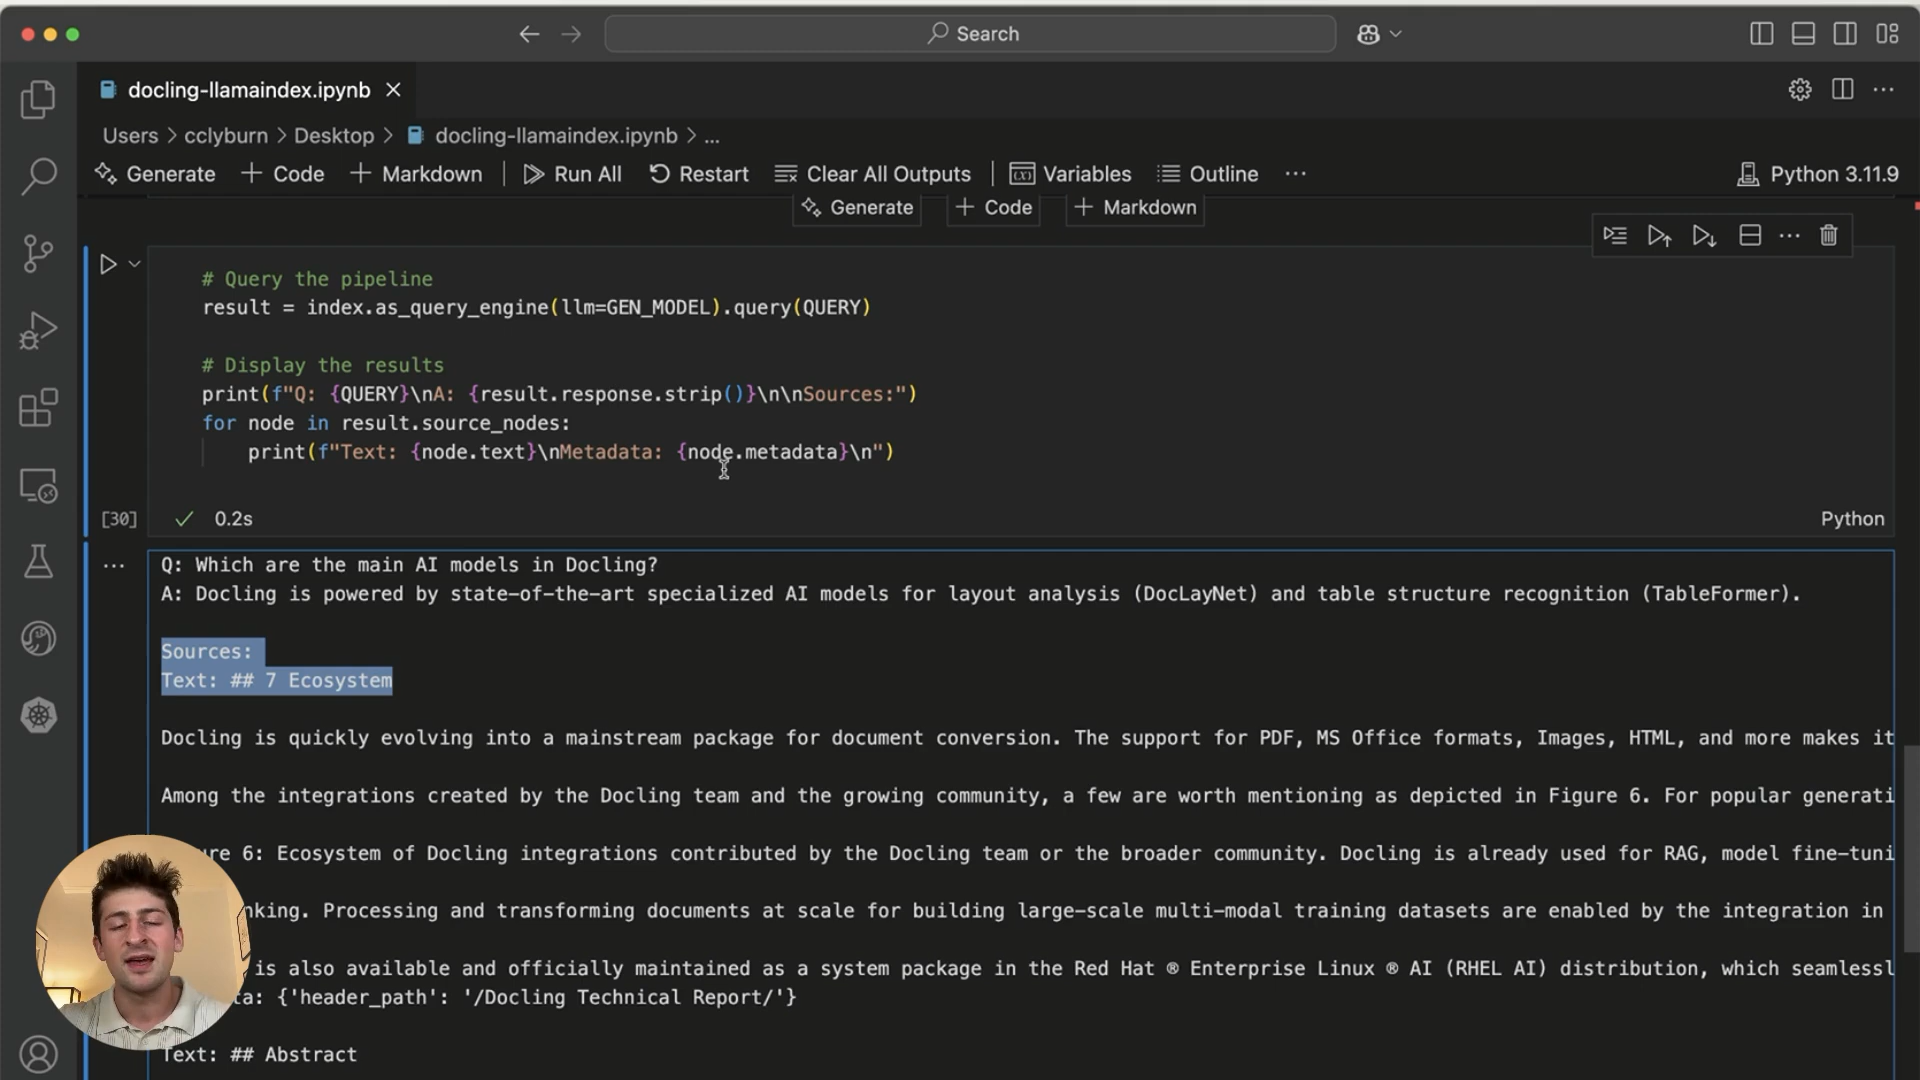 Search
docling-llamaindex.ipynb
Users > cclyburn > Desktop > docling-llamaindex.ipynb > ...
Generate + Code + Markdown Run All Restart Clear All Outputs Variables Outline ... Python 3.11.9
Generate + Code + Markdown
# Query the pipeline
result = index.as_query_engine(llm=GEN_MODEL).query(QUERY)
# Display the results
print(f"Q: {QUERY}\nA: {result.response.strip()}\n\nSources:")
for node in result.source_nodes:
print(f"Text: {node.text}\nMetadata: {node.metadata}\n")
[30] 0.2s Python
Q: Which are the main AI models in Docling?
A: Docling is powered by state-of-the-art specialized AI models for layout analysis (DocLayNet) and table structure recognition (TableFormer).
Sources:
Text: ## 7 Ecosystem
Docling is quickly evolving into a mainstream package for document conversion. The support for PDF, MS Office formats, Images, HTML, and more makes it
Among the integrations created by the Docling team and the growing community, a few are worth mentioning as depicted in Figure 6. For popular generati
ure 6: Ecosystem of Docling integrations contributed by the Docling team or the broader community. Docling is already used for RAG, model fine-tuni
nking. Processing and transforming documents at scale for building large-scale multi-modal training datasets are enabled by the integration in
is also available and officially maintained as a system package in the Red Hat ® Enterprise Linux ® AI (RHEL AI) distribution, which seamlessl
ta: {'header_path': '/Docling Technical Report/'}
Text: ## Abstract